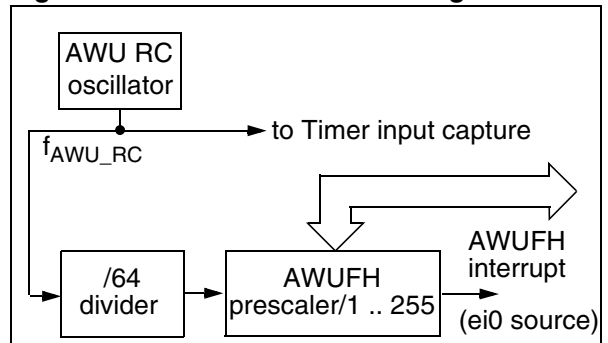 AWU RC
oscillator
to Timer input capture
fAWU_RC
AWUFH
interrupt
/64
divider
AWUFH
prescaler/1 .. 255
(ei0 source)